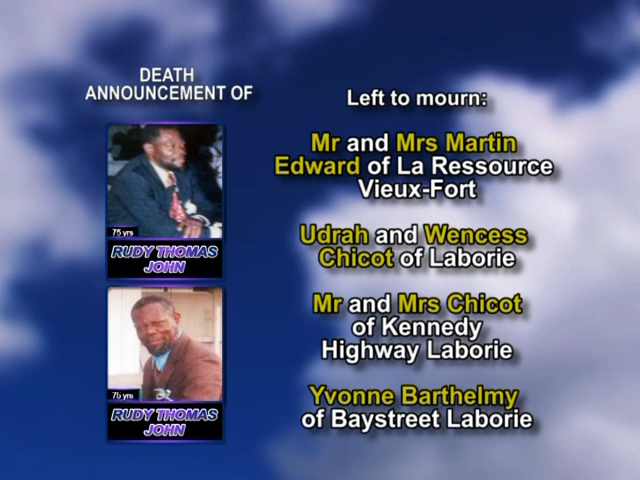 DEATH
ANNOUNCEMENT OF
75 yrs
RUDY THOMAS
JOHN
75 yrs
RUDY THOMAS
JOHN
Left to mourn:
Mr and Mrs Martin
Edward of La Ressource
Vieux-Fort
Udrah and Wencess
Chicot of Laborie
Mr and Mrs Chicot
of Kennedy
Highway Laborie
Yvonne Barthelmy
of Baystreet Laborie